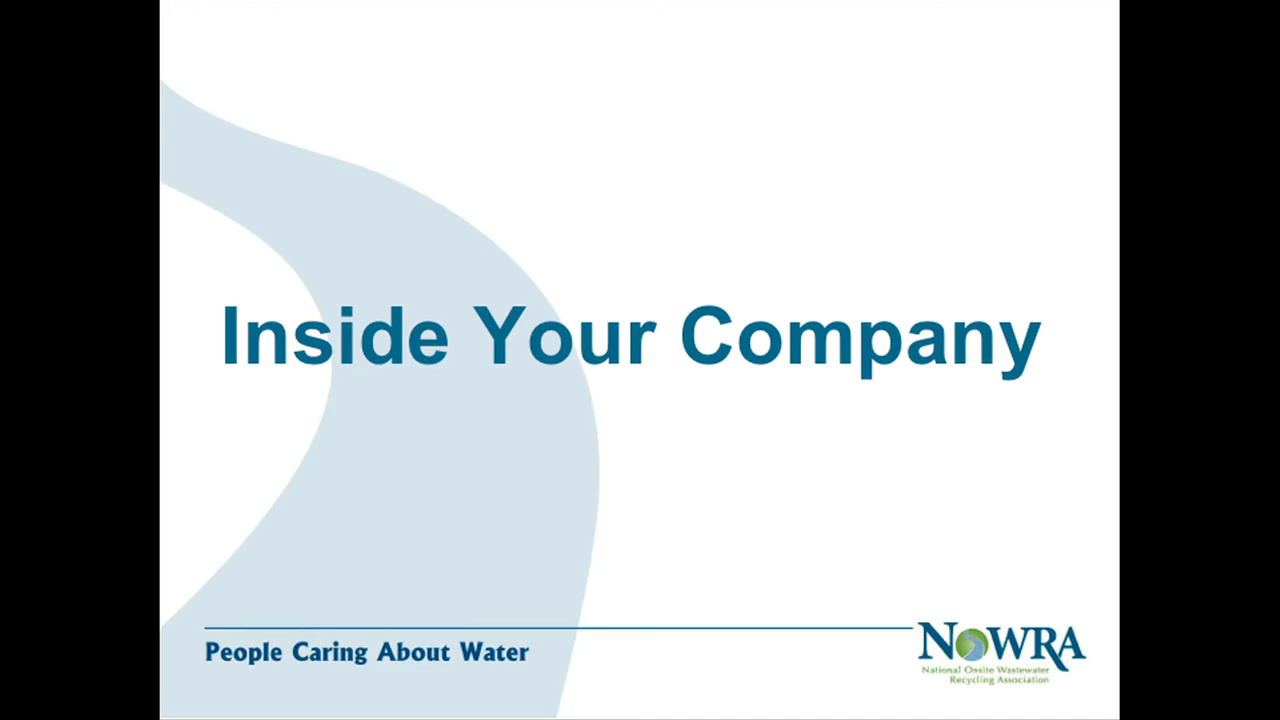 Inside Your Company
People Caring About Water
NOWRA
National Onsite Wastewater
Recycling Association